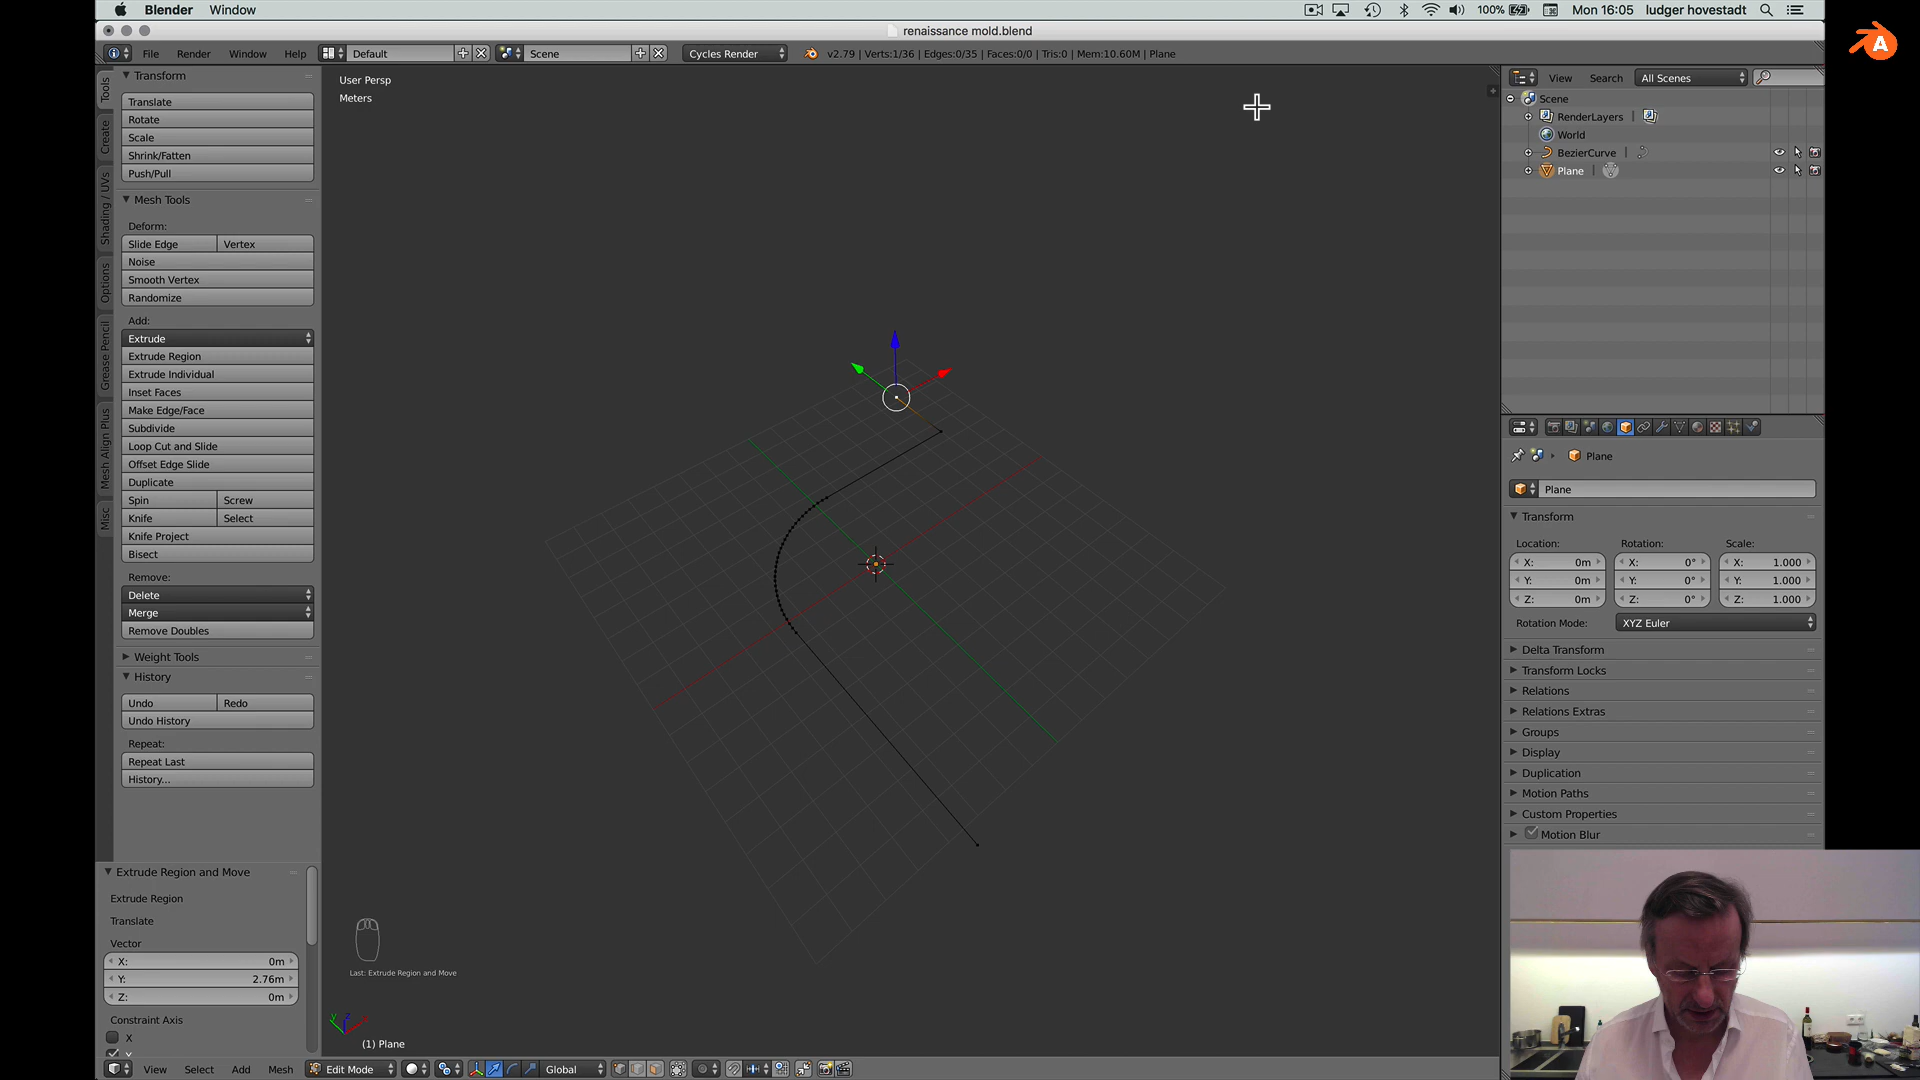 Blender Window 100% Mon 16:05 ludger hovestadt
renaissance mold.blend
File Render Window Help Default Scene Cycles Render v2.79 | Verts:1/36 | Edges:0/35 | Faces:0/0 | Tris:0 | Mem:10.60M | Plane
Tools
Create
Shading / UVs
Options
Grease Pencil
Mesh Align Plus
Misc
Transform
Translate
Rotate
Scale
Shrink/Fatten
Push/Pull
Mesh Tools
Deform:
Slide Edge Vertex
Noise
Smooth Vertex
Randomize
Add:
Extrude
Extrude Region
Extrude Individual
Inset Faces
Make Edge/Face
Subdivide
Loop Cut and Slide
Offset Edge Slide
Duplicate
Spin Screw
Knife Select
Knife Project
Bisect
Remove:
Delete
Merge
Remove Doubles
Weight Tools
History
Undo Redo
Undo History
Repeat:
Repeat Last
History...
Extrude Region and Move
Extrude Region
Translate
Vector
X: 0m
Y: 2.76m
Z: 0m
Constraint Axis
X
Y
User Persp
Meters
Last: Extrude Region and Move
(1) Plane
View Select Add Mesh Edit Mode Global
View Search All Scenes
Scene
RenderLayers
World
BezierCurve
Plane
Plane
Plane
Transform
Location: Rotation: Scale:
X: 0m X: 0° X: 1.000
Y: 0m Y: 0° Y: 1.000
Z: 0m Z: 0° Z: 1.000
Rotation Mode: XYZ Euler
Delta Transform
Transform Locks
Relations
Relations Extras
Groups
Display
Duplication
Motion Paths
Custom Properties
Motion Blur
A